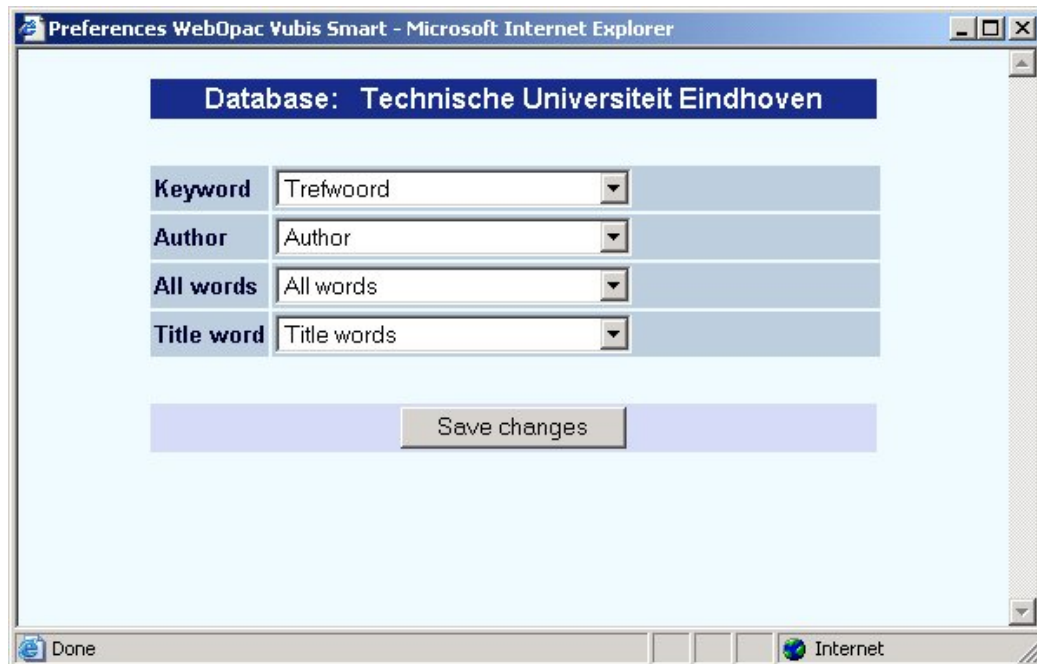 Preferences WebOpac Vubis Smart - Microsoft Internet Explorer
Database: Technische Universiteit Eindhoven
Keyword Trefwoord
Author Author
All words All words
Title word Title words
Save changes
Done Internet